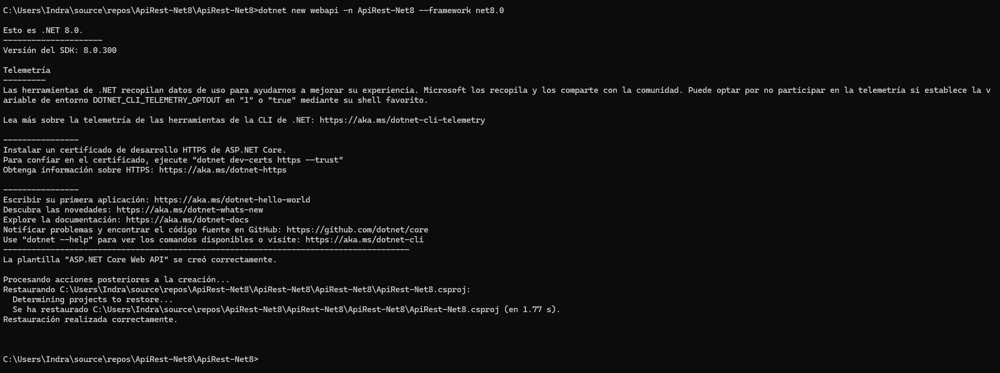 C:\Users\Indra\source\repos\ApiRest-Net8\ApiRest-Net8>dotnet new webapi -n ApiRest-Net8 --framework net8.0
Esto es .NET 8.0.
---------------------
Versión del SDK: 8.0.300
Telemetría
---------
Las herramientas de .NET recopilan datos de uso para ayudarnos a mejorar su experiencia. Microsoft los recopila y los comparte con la comunidad. Puede optar por no participar en la telemetría si establece la v
ariable de entorno DOTNET_CLI_TELEMETRY_OPTOUT en "1" o "true" mediante su shell favorito.
Lea más sobre la telemetría de las herramientas de la CLI de .NET: https://aka.ms/dotnet-cli-telemetry
----------------
Instalar un certificado de desarrollo HTTPS de ASP.NET Core.
Para confiar en el certificado, ejecute "dotnet dev-certs https --trust"
Obtenga información sobre HTTPS: https://aka.ms/dotnet-https
----------------
Escribir su primera aplicación: https://aka.ms/dotnet-hello-world
Descubra las novedades: https://aka.ms/dotnet-whats-new
Explore la documentación: https://aka.ms/dotnet-docs
Notificar problemas y encontrar el código fuente en GitHub: https://github.com/dotnet/core
Use "dotnet --help" para ver los comandos disponibles o visite: https://aka.ms/dotnet-cli
--------------------------------------------------------------------------------------
La plantilla "ASP.NET Core Web API" se creó correctamente.
Procesando acciones posteriores a la creación...
Restaurando C:\Users\Indra\source\repos\ApiRest-Net8\ApiRest-Net8\ApiRest-Net8\ApiRest-Net8.csproj:
  Determining projects to restore...
  Se ha restaurado C:\Users\Indra\source\repos\ApiRest-Net8\ApiRest-Net8\ApiRest-Net8\ApiRest-Net8.csproj (en 1.77 s).
Restauración realizada correctamente.
C:\Users\Indra\source\repos\ApiRest-Net8\ApiRest-Net8>